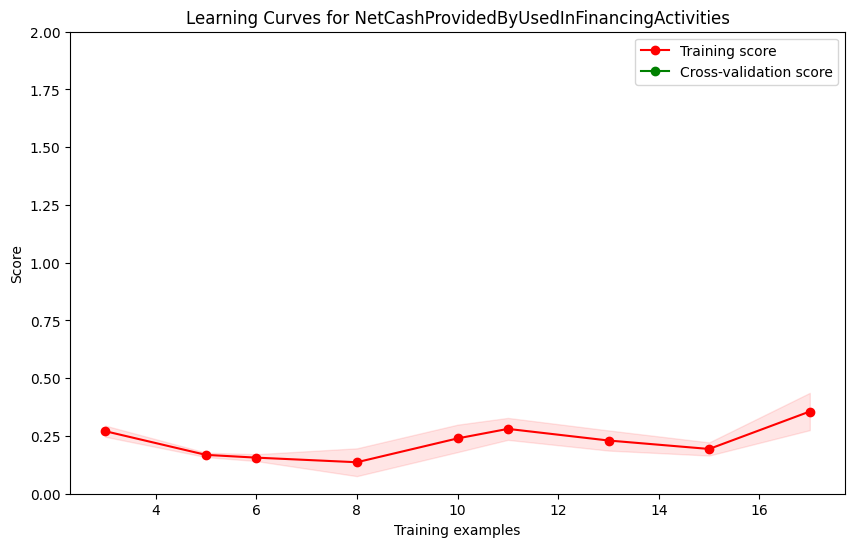 Learning Curves for NetCashProvidedByUsedInFinancingActivities
2.00
1.75
1.50
1.25
1.00
0.75
0.50
0.25
0.00
Score
Training score
Cross-validation score
4 6 8 10 12 14 16
Training examples